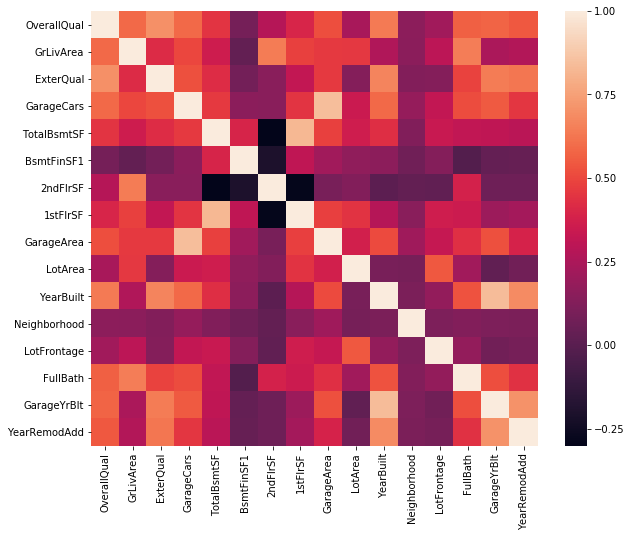 OverallQual
GrLivArea
ExterQual
GarageCars
TotalBsmtSF
BsmtFinSF1
2ndFlrSF
1stFlrSF
GarageArea
LotArea
YearBuilt
Neighborhood
LotFrontage
FullBath
GarageYrBlt
YearRemodAdd
OverallQual
GrLivArea
ExterQual
GarageCars
TotalBsmtSF
BsmtFinSF1
2ndFlrSF
1stFlrSF
GarageArea
LotArea
YearBuilt
Neighborhood
LotFrontage
FullBath
GarageYrBlt
YearRemodAdd
1.00
0.75
0.50
0.25
0.00
−0.25